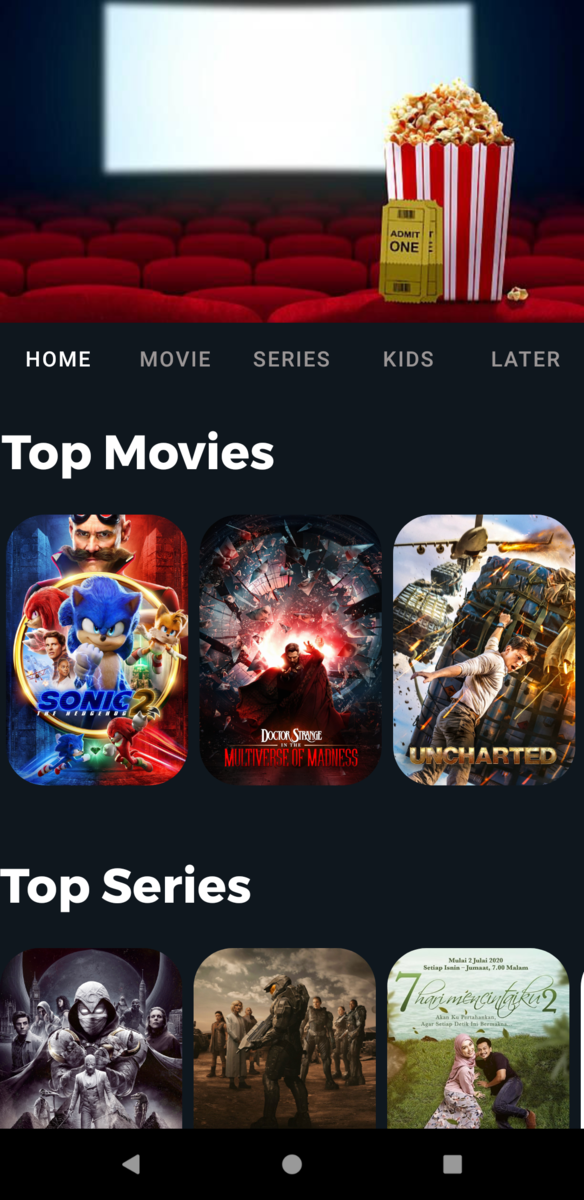 ADMIT
ONE
HOME
MOVIE
SERIES
KIDS
LATER
Top Movies
SONIC 2
THE HEDGEHOG
DOCTOR STRANGE
IN THE
MULTIVERSE OF MADNESS
UNCHARTED
Top Series
Mulai 2 Julai 2020
Setiap Isnin - Jumaat, 7.00 Malam
7 hari mencintaiku 2
Akan Ku Pertahankan,
Agar Setiap Detik Itu Bermakna